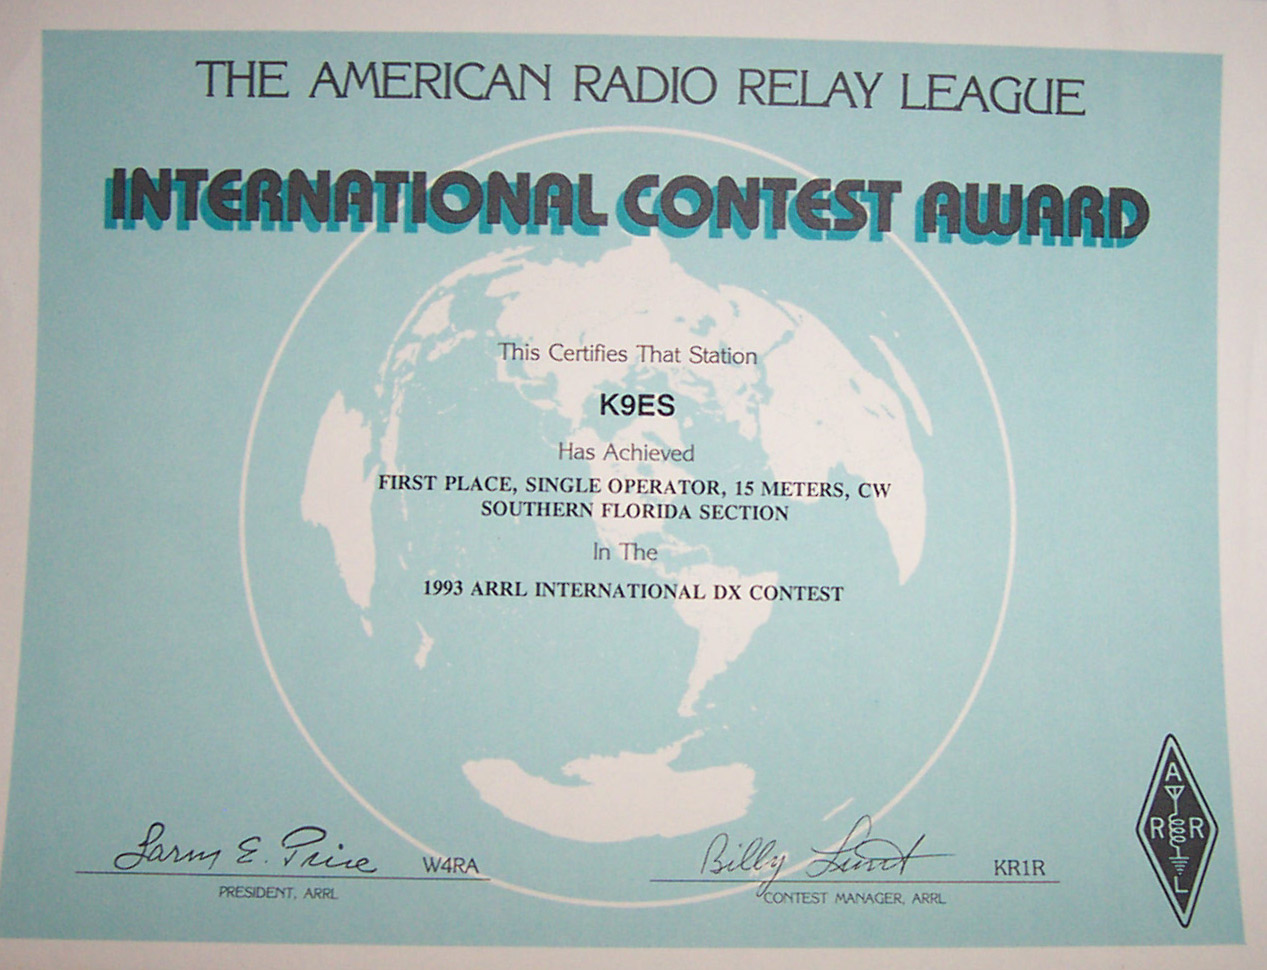 THE AMERICAN RADIO RELAY LEAGUE
INTERNATIONAL CONTEST AWARD
This Certifies That Station
K9ES
Has Achieved
FIRST PLACE, SINGLE OPERATOR, 15 METERS, CW
SOUTHERN FLORIDA SECTION
In The
1993 ARRL INTERNATIONAL DX CONTEST
Larry E. Price W4RA
PRESIDENT, ARRL
Billy Lunt KR1R
CONTEST MANAGER, ARRL
A
R R
L